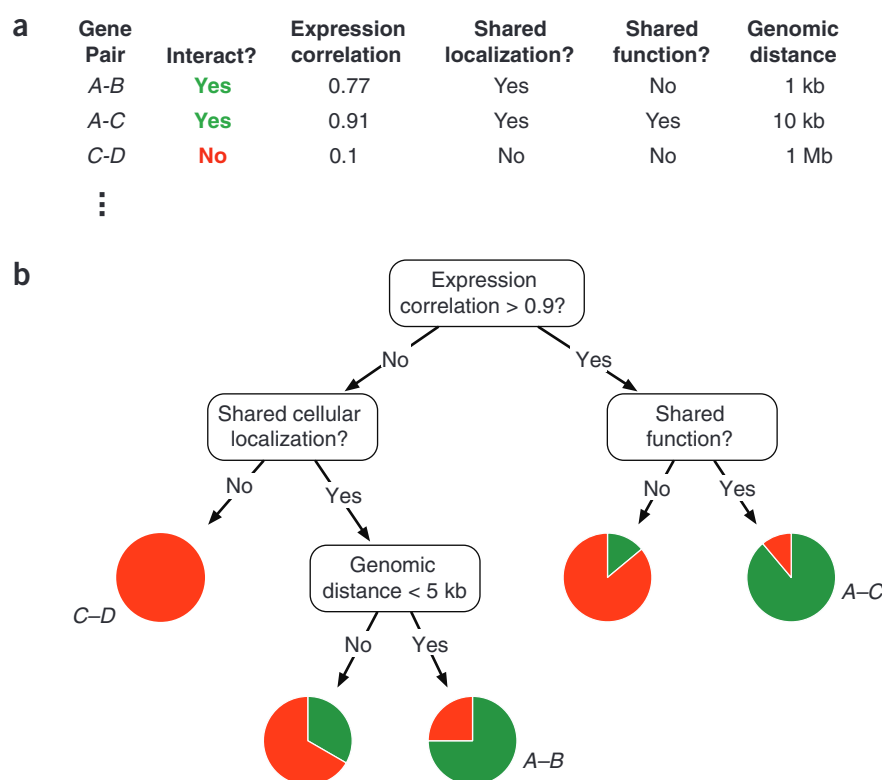 a
Gene Pair Interact? Expression correlation Shared localization? Shared function? Genomic distance
A-B Yes 0.77 Yes No 1 kb
A-C Yes 0.91 Yes Yes 10 kb
C-D No 0.1 No No 1 Mb
⋮
b
Expression
correlation > 0.9?
No
Yes
Shared cellular
localization?
Shared
function?
No
Yes
No
Yes
C–D
Genomic
distance < 5 kb
A–C
No
Yes
A–B